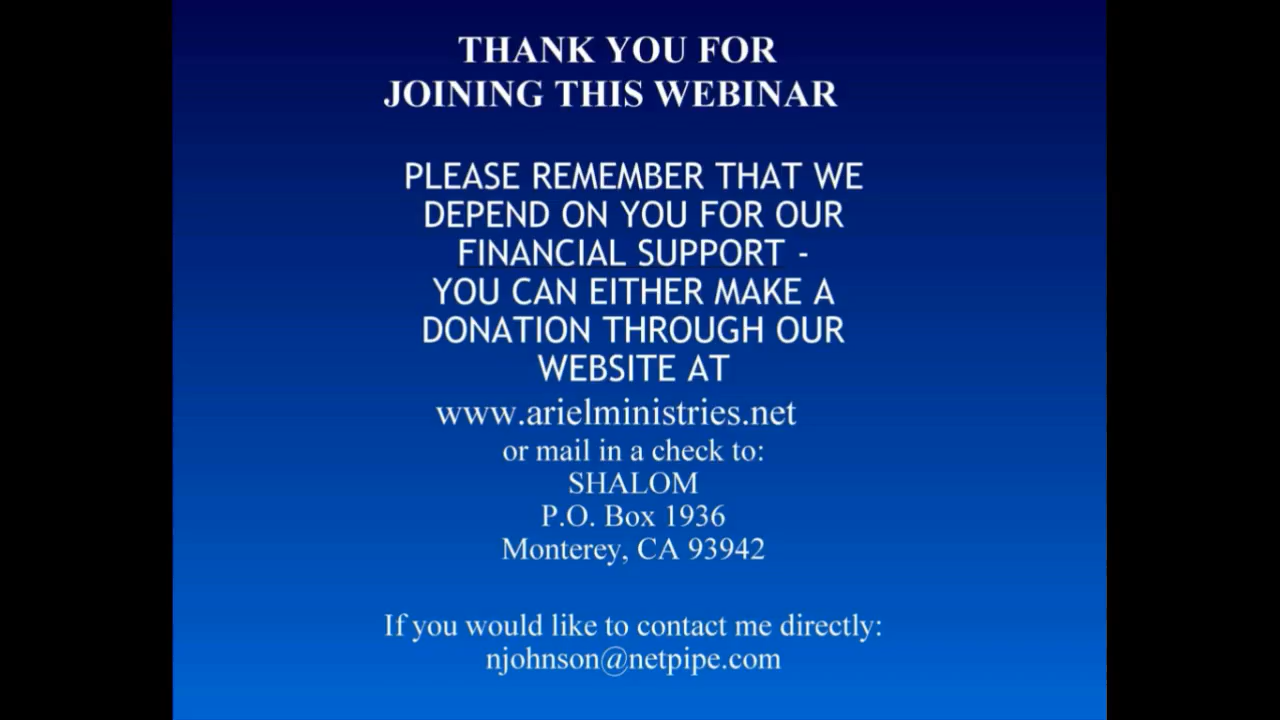 THANK YOU FOR
JOINING THIS WEBINAR
PLEASE REMEMBER THAT WE
DEPEND ON YOU FOR OUR
FINANCIAL SUPPORT -
YOU CAN EITHER MAKE A
DONATION THROUGH OUR
WEBSITE AT
www.arielministries.net
or mail in a check to:
SHALOM
P.O. Box 1936
Monterey, CA 93942
If you would like to contact me directly:
njohnson@netpipe.com